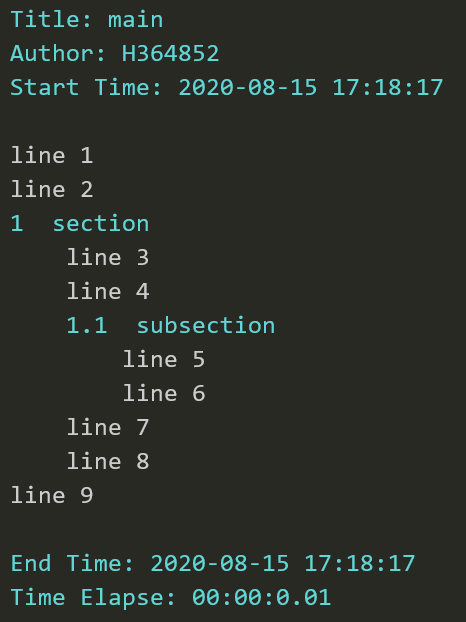 Title: main
Author: H364852
Start Time: 2020-08-15 17:18:17
line 1
line 2
1  section
line 3
line 4
1.1  subsection
line 5
line 6
line 7
line 8
line 9
End Time: 2020-08-15 17:18:17
Time Elapse: 00:00:0.01